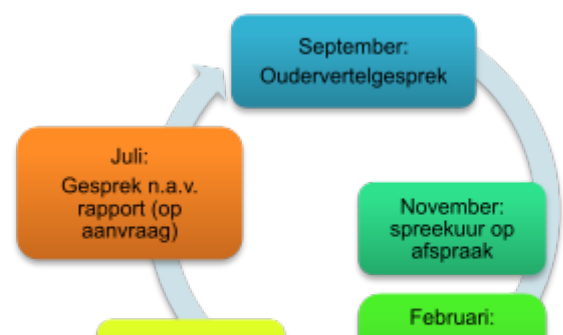 September:
Oudervertelgesprek
Juli:
Gesprek n.a.v.
rapport (op
aanvraag)
November:
spreekuur op
afspraak
Februari: